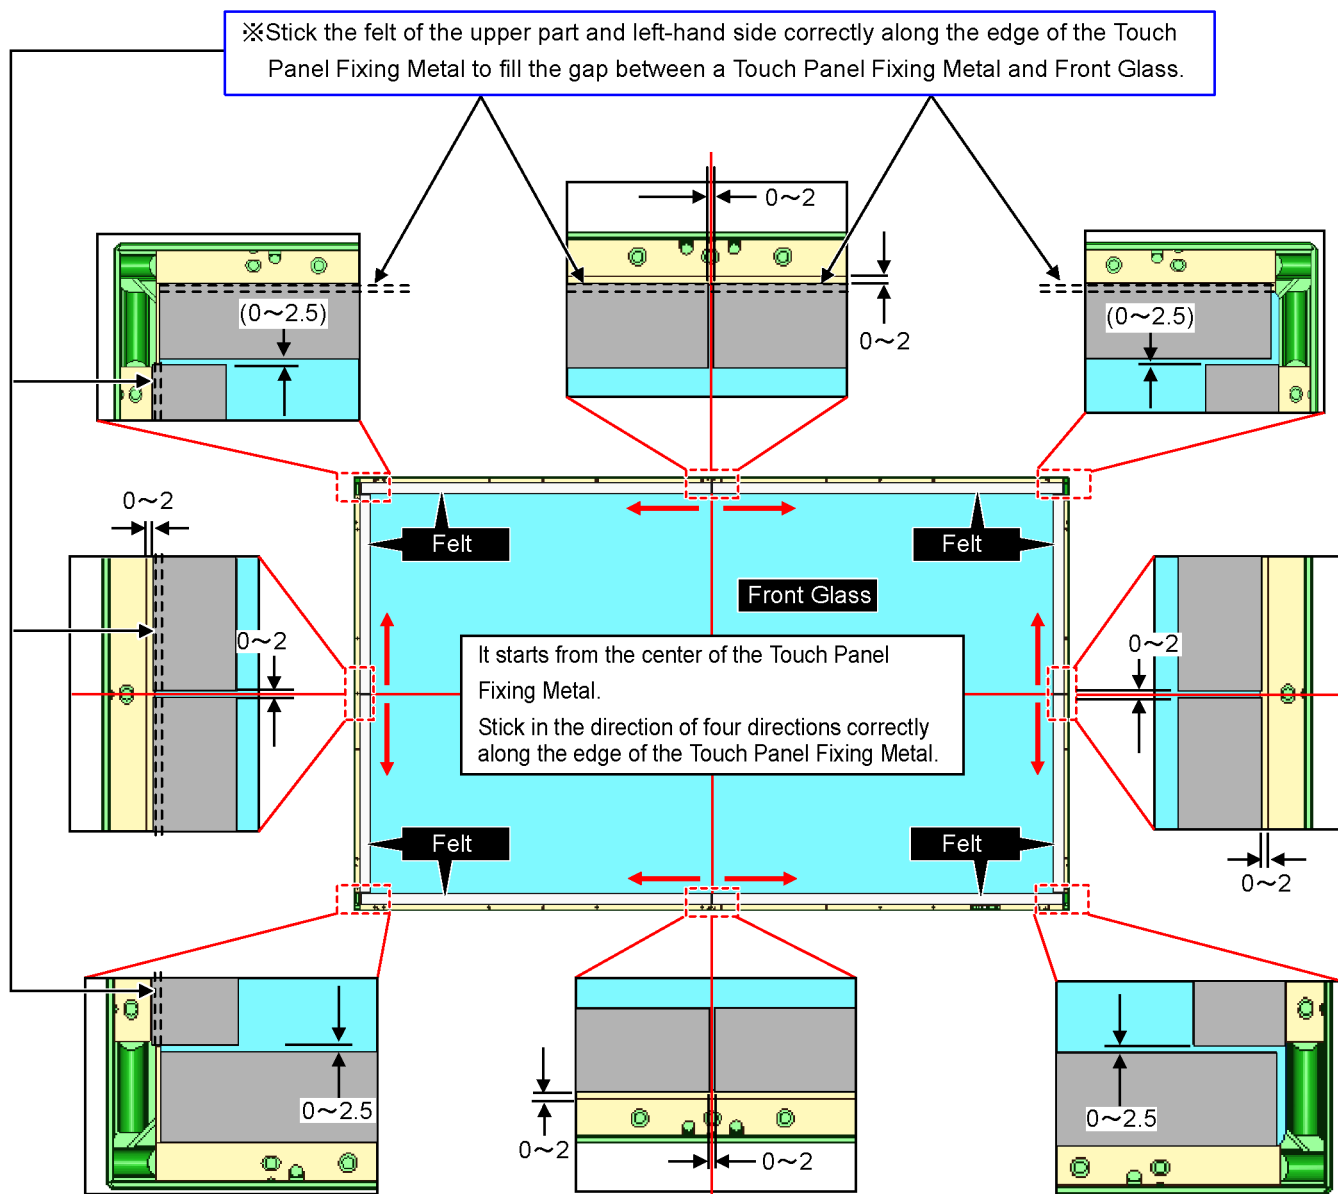 ※Stick the felt of the upper part and left-hand side correctly along the edge of the Touch
Panel Fixing Metal to fill the gap between a Touch Panel Fixing Metal and Front Glass.
0～2
0～2
(0～2.5)
(0～2.5)
0～2
Felt
Felt
Front Glass
0～2
0～2
It starts from the center of the Touch Panel
Fixing Metal.
Stick in the direction of four directions correctly
along the edge of the Touch Panel Fixing Metal.
Felt
Felt
0～2
0～2.5
0～2
0～2
0～2.5